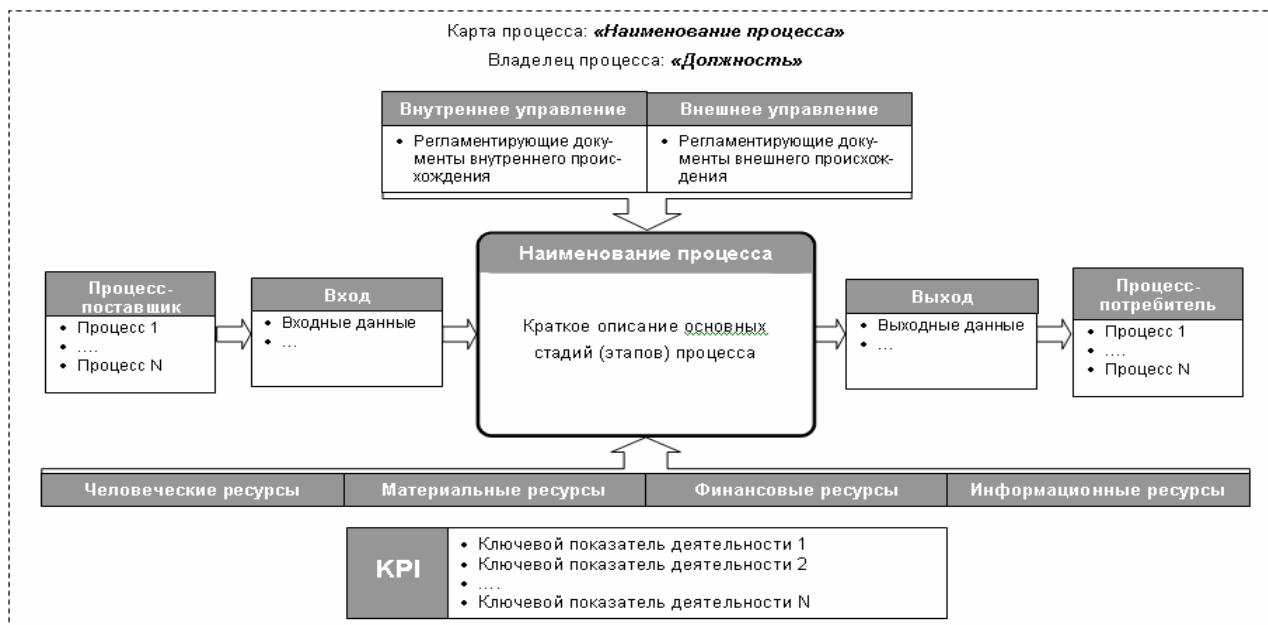 Карта процесса: «Наименование процесса»
Владелец процесса: «Должность»
Внутреннее управление
• Регламентирующие доку-
менты внутреннего проис-
хождения
Внешнее управление
• Регламентирующие доку-
менты внешнего происхож-
дения
Процесс-
поставщик
• Процесс 1
• ....
• Процесс N
Вход
• Входные данные
• ...
Наименование процесса
Краткое описание основных
стадий (этапов) процесса
Выход
• Выходные данные
• ...
Процесс-
потребитель
• Процесс 1
• ....
• Процесс N
Человеческие ресурсы
Материальные ресурсы
Финансовые ресурсы
Информационные ресурсы
KPI
• Ключевой показатель деятельности 1
• Ключевой показатель деятельности 2
• ....
• Ключевой показатель деятельности N